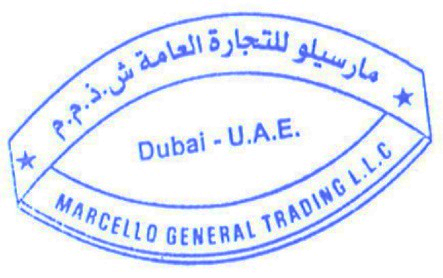 مارسيلو للتجارة العامة ش.ذ.م.م
Dubai - U.A.E.
MARCELLO GENERAL TRADING L.L.C